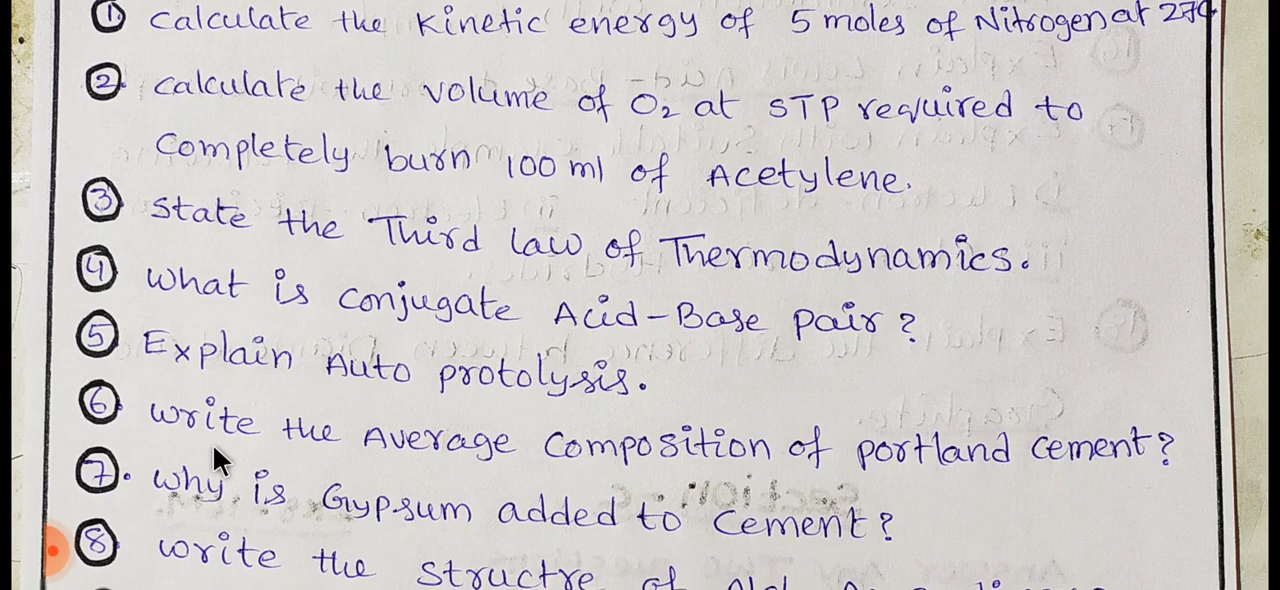 ① Calculate the Kinetic energy of 5 moles of Nitrogen at
②. Calculate the volume of O₂ at STP required to
Completely burn 100 ml of Acetylene.
③ State the Third law of Thermodynamics.
④ What is Conjugate Acid-Base pair?
⑤ Explain Auto protolysis.
⑥ Write the Average Composition of portland cement?
⑦. Why is Gypsum added to Cement?
⑧ Write the Structre of